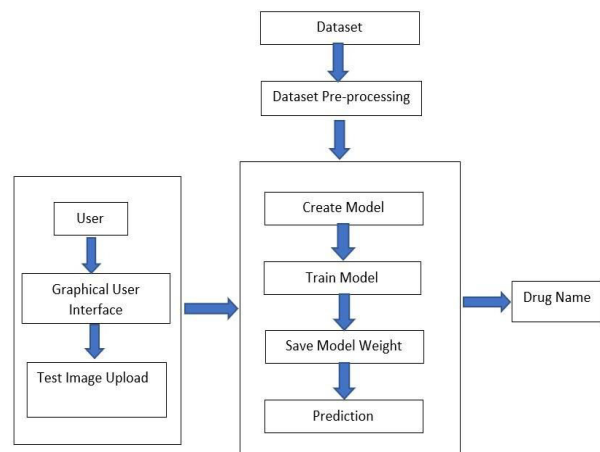 Dataset
Dataset Pre-processing
User
Graphical User
Interface
Test Image Upload
Create Model
Train Model
Save Model Weight
Prediction
Drug Name